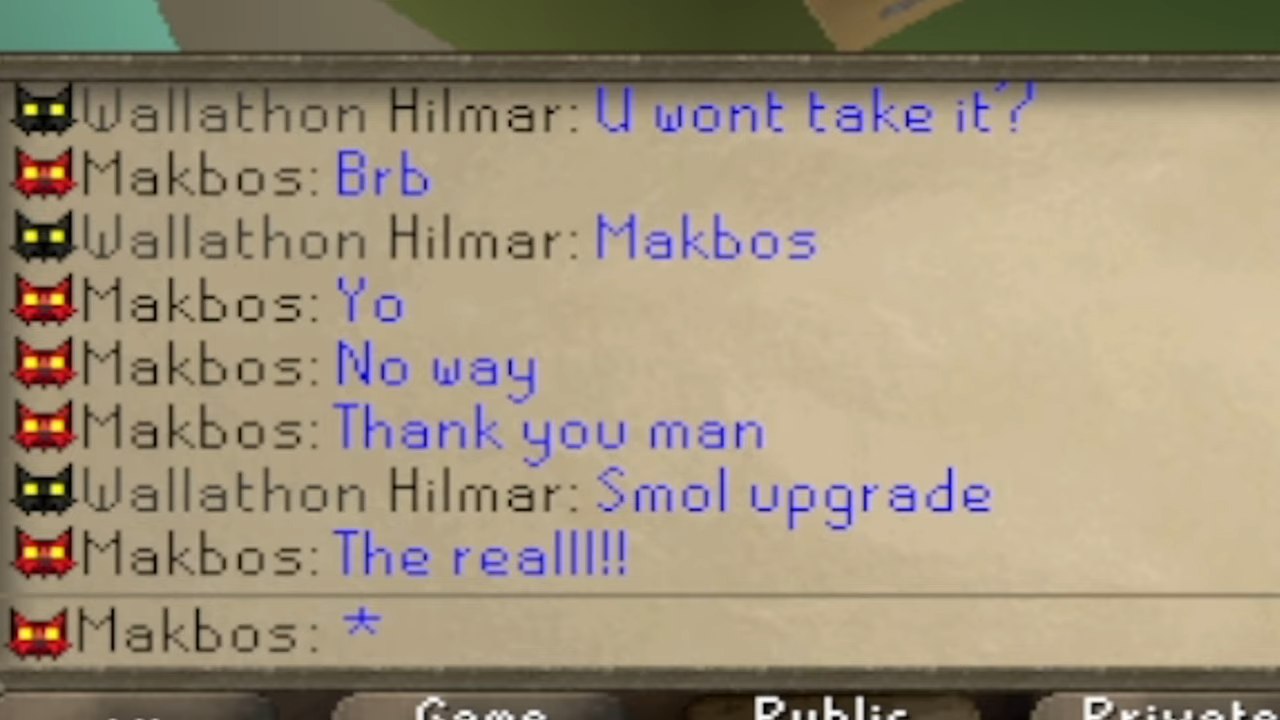 Wallathon Hilmar: U wont take it?
Makbos: Brb
Wallathon Hilmar: Makbos
Makbos: Yo
Makbos: No way
Makbos: Thank you man
Wallathon Hilmar: Smol upgrade
Makbos: The realll!!
Makbos: *
Game Public Private